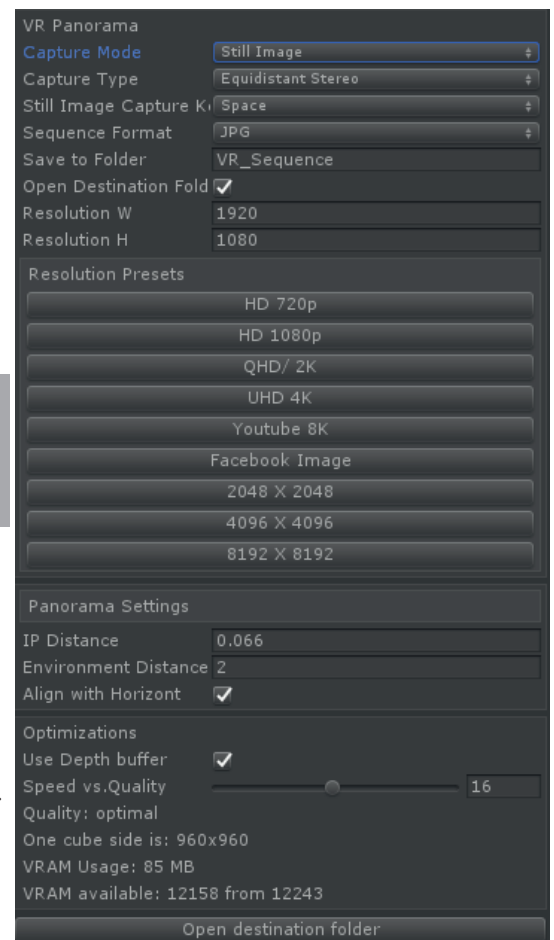 VR Panorama
Capture Mode Still Image
Capture Type Equidistant Stereo
Still Image Capture K Space
Sequence Format JPG
Save to Folder VR_Sequence
Open Destination Fold
Resolution W 1920
Resolution H 1080
Resolution Presets
HD 720p
HD 1080p
QHD/ 2K
UHD 4K
Youtube 8K
Facebook Image
2048 X 2048
4096 X 4096
8192 X 8192
Panorama Settings
IP Distance 0.066
Environment Distance 2
Align with Horizont
Optimizations
Use Depth buffer
Speed vs.Quality 16
Quality: optimal
One cube side is: 960x960
VRAM Usage: 85 MB
VRAM available: 12158 from 12243
Open destination folder